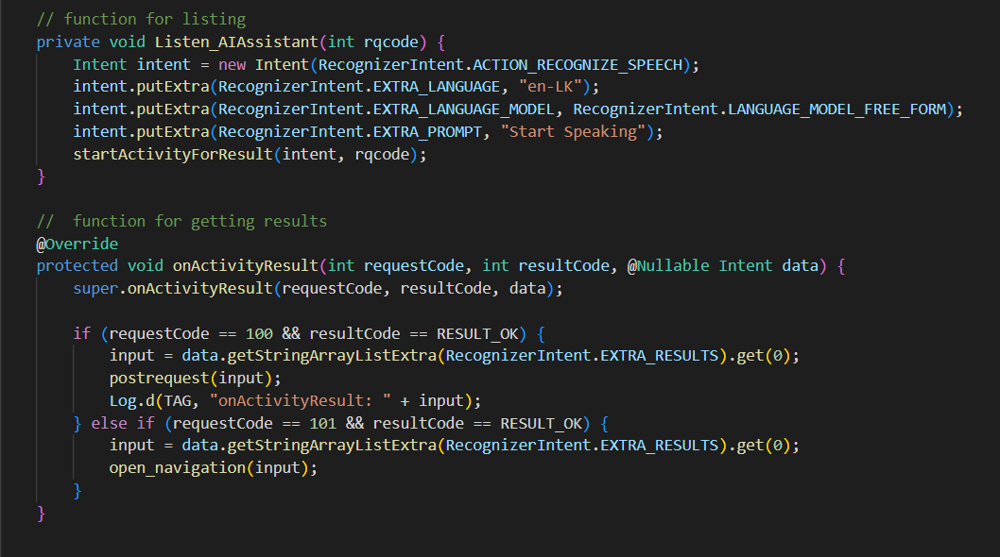 // function for listing
private void Listen_AIAssistant(int rqcode) {
    Intent intent = new Intent(RecognizerIntent.ACTION_RECOGNIZE_SPEECH);
    intent.putExtra(RecognizerIntent.EXTRA_LANGUAGE, "en-LK");
    intent.putExtra(RecognizerIntent.EXTRA_LANGUAGE_MODEL, RecognizerIntent.LANGUAGE_MODEL_FREE_FORM);
    intent.putExtra(RecognizerIntent.EXTRA_PROMPT, "Start Speaking");
    startActivityForResult(intent, rqcode);
}

//  function for getting results
@Override
protected void onActivityResult(int requestCode, int resultCode, @Nullable Intent data) {
    super.onActivityResult(requestCode, resultCode, data);

    if (requestCode == 100 && resultCode == RESULT_OK) {
        input = data.getStringArrayListExtra(RecognizerIntent.EXTRA_RESULTS).get(0);
        postrequest(input);
        Log.d(TAG, "onActivityResult: " + input);
    } else if (requestCode == 101 && resultCode == RESULT_OK) {
        input = data.getStringArrayListExtra(RecognizerIntent.EXTRA_RESULTS).get(0);
        open_navigation(input);
    }
}